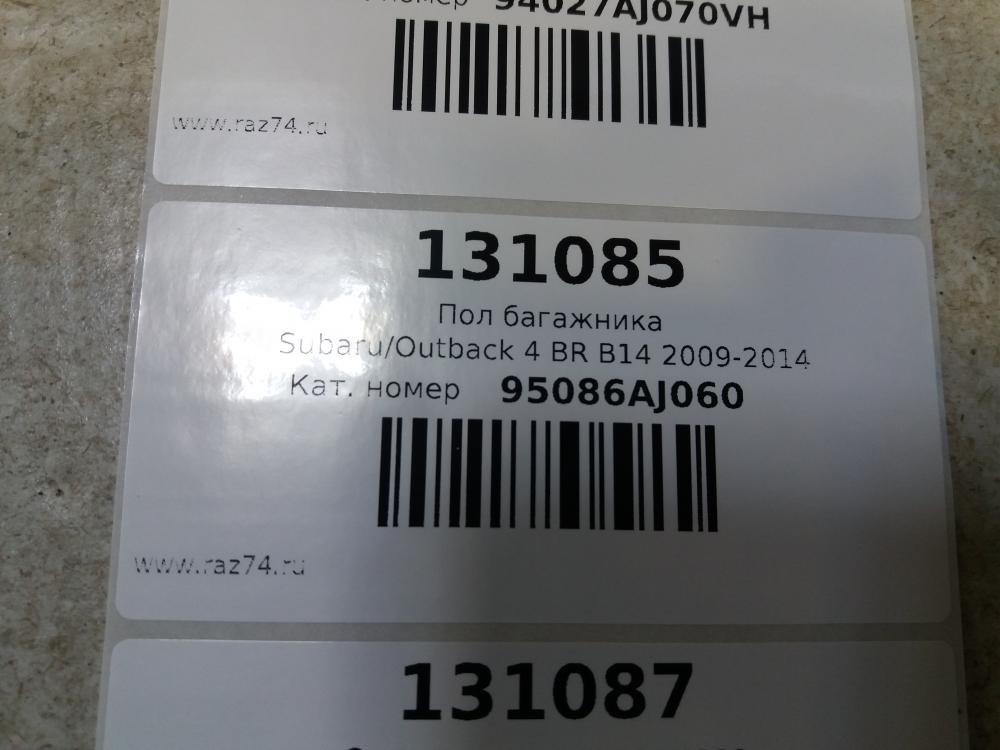 номер 94027AJ070VH
www.raz74.ru
131085
Пол багажника
Subaru/Outback 4 BR B14 2009-2014
Кат. номер 95086AJ060
www.raz74.ru
131087